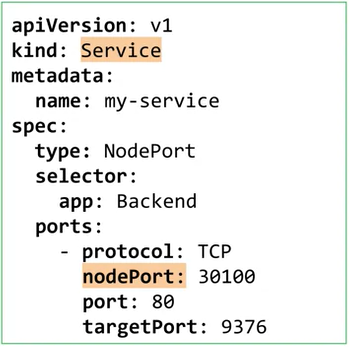 apiVersion: v1
kind: Service
metadata:
  name: my-service
spec:
  type: NodePort
  selector:
    app: Backend
  ports:
    - protocol: TCP
      nodePort: 30100
      port: 80
      targetPort: 9376